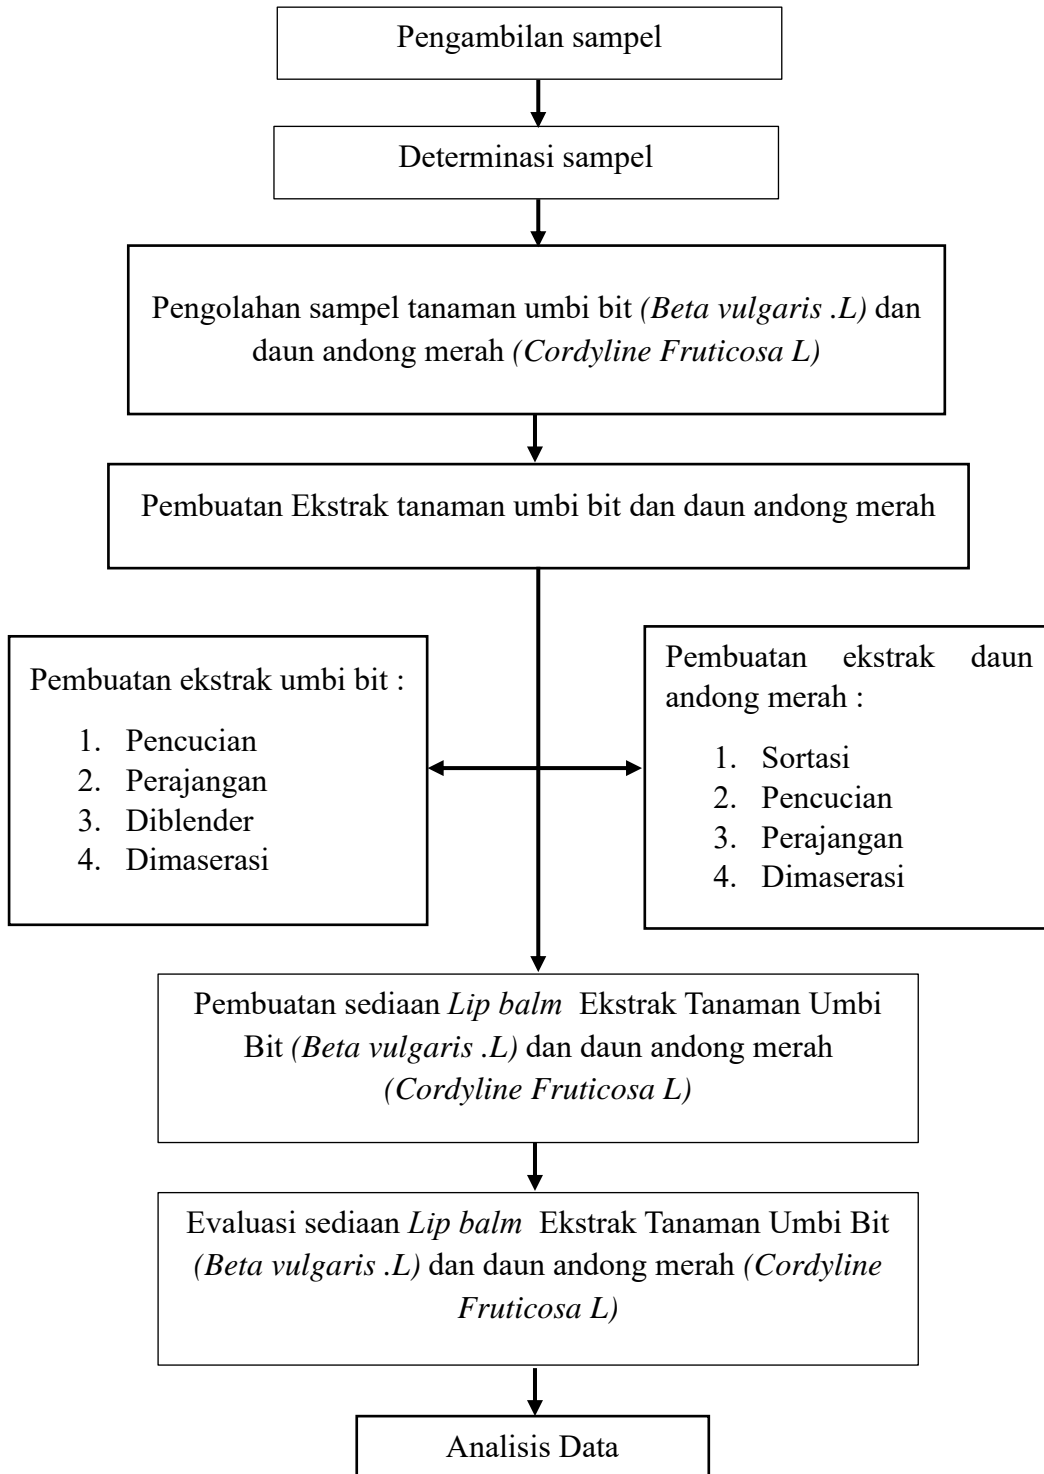 Pengambilan sampel
Determinasi sampel
Pengolahan sampel tanaman umbi bit (Beta vulgaris .L) dan
daun andong merah (Cordyline Fruticosa L)
Pembuatan Ekstrak tanaman umbi bit dan daun andong merah
Pembuatan ekstrak umbi bit :
1. Pencucian
2. Perajangan
3. Diblender
4. Dimaserasi
Pembuatan ekstrak daun
andong merah :
1. Sortasi
2. Pencucian
3. Perajangan
4. Dimaserasi
Pembuatan sediaan Lip balm Ekstrak Tanaman Umbi
Bit (Beta vulgaris .L) dan daun andong merah
(Cordyline Fruticosa L)
Evaluasi sediaan Lip balm Ekstrak Tanaman Umbi Bit
(Beta vulgaris .L) dan daun andong merah (Cordyline
Fruticosa L)
Analisis Data